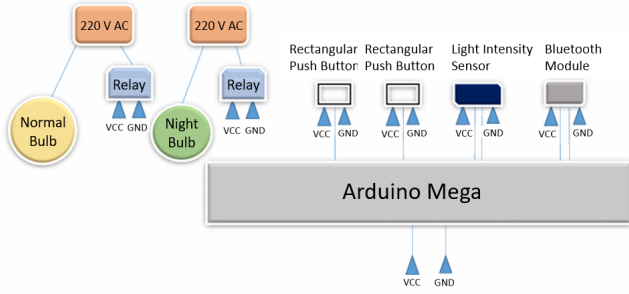 220 V AC
220 V AC
Rectangular
Push Button
Rectangular
Push Button
Light Intensity
Sensor
Bluetooth
Module
Relay
Relay
Normal
Bulb
VCC GND
Night
Bulb
VCC GND
VCC GND
VCC GND
VCC GND
VCC GND
Arduino Mega
VCC GND